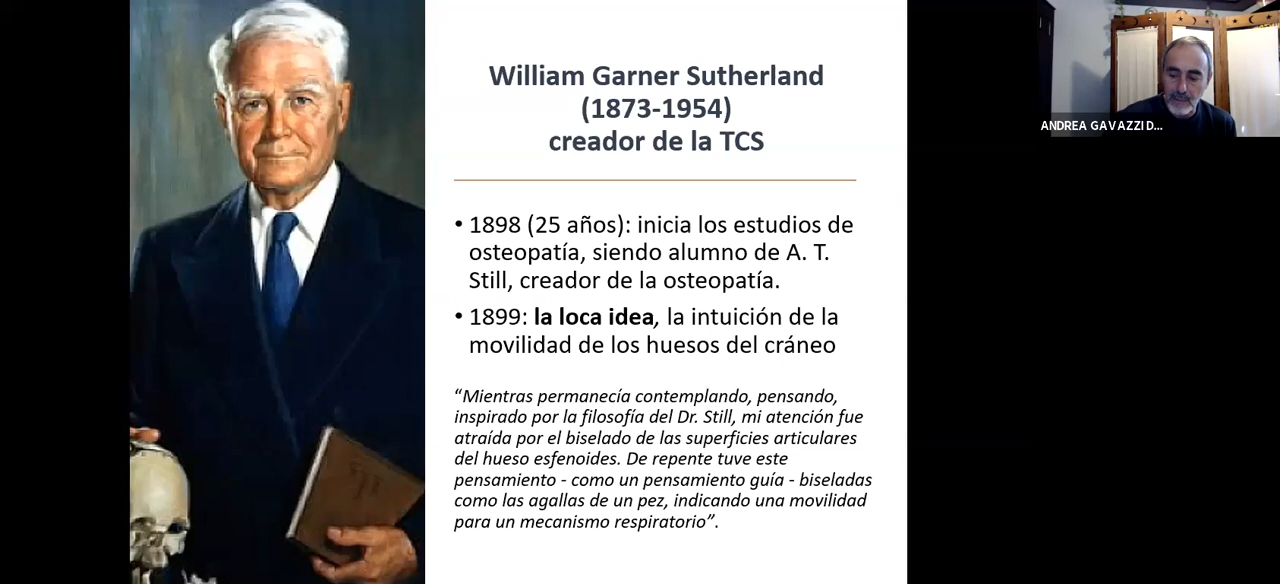 William Garner Sutherland
(1873-1954)
creador de la TCS
• 1898 (25 años): inicia los estudios de
osteopatía, siendo alumno de A. T.
Still, creador de la osteopatía.
• 1899: la loca idea, la intuición de la
movilidad de los huesos del cráneo
“Mientras permanecía contemplando, pensando,
inspirado por la filosofía del Dr. Still, mi atención fue
atraída por el biselado de las superficies articulares
del hueso esfenoides. De repente tuve este
pensamiento - como un pensamiento guía - biseladas
como las agallas de un pez, indicando una movilidad
para un mecanismo respiratorio”.
ANDREA GAVAZZI D...